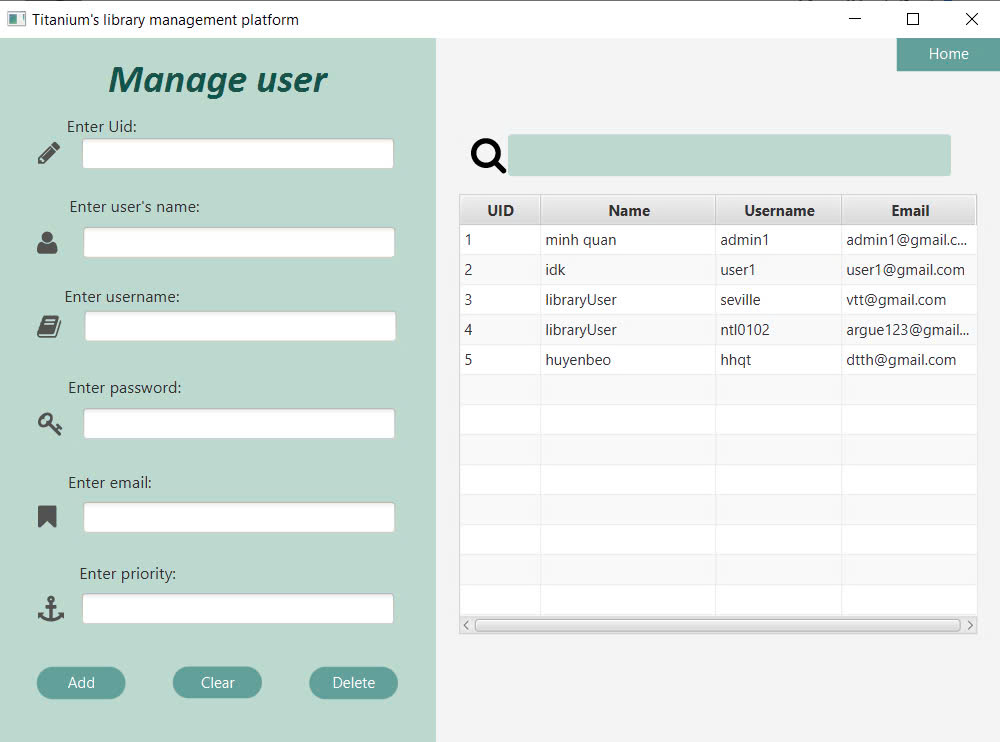 Titanium's library management platform
Home
Manage user
Enter Uid:
Enter user's name:
Enter username:
Enter password:
Enter email:
Enter priority:
Add Clear Delete
UID Name Username Email
1 minh quan admin1 admin1@gmail.c...
2 idk user1 user1@gmail.com
3 libraryUser seville vtt@gmail.com
4 libraryUser ntl0102 argue123@gmail...
5 huyenbeo hhqt dtth@gmail.com